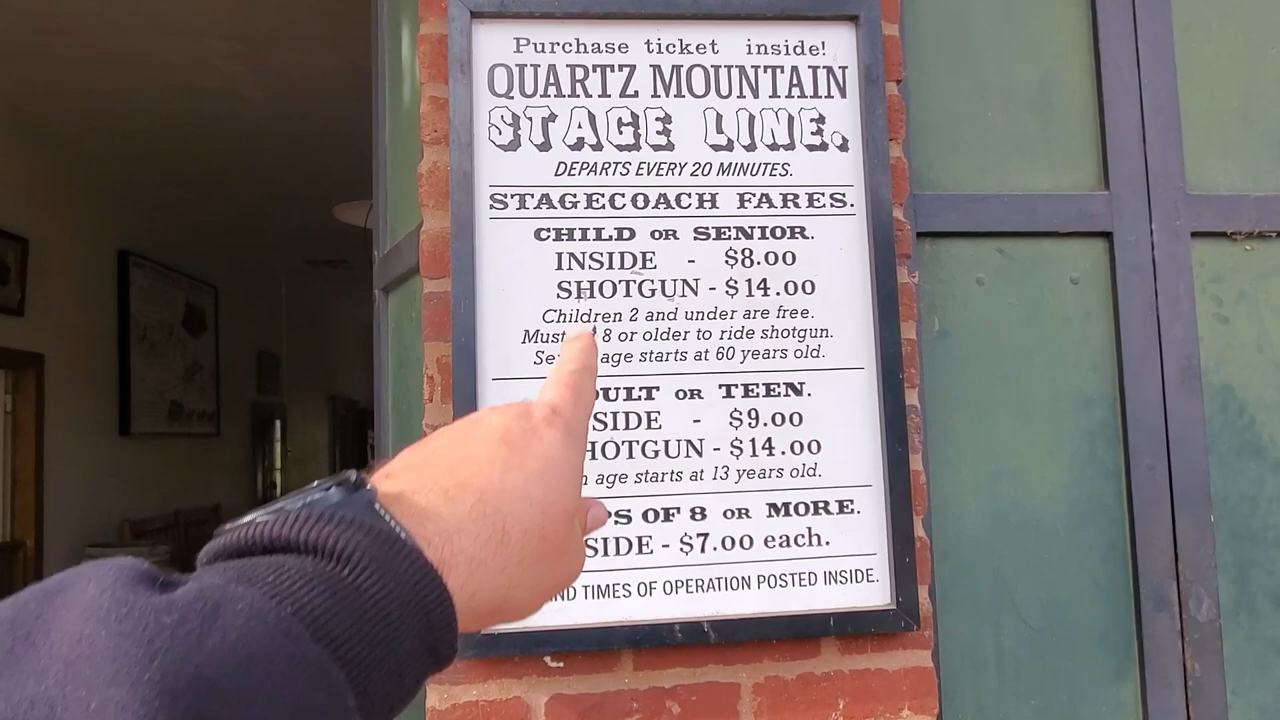 Purchase ticket inside!
QUARTZ MOUNTAIN
STAGE LINE.
DEPARTS EVERY 20 MINUTES.
STAGECOACH FARES.
CHILD OR SENIOR.
INSIDE - $8.00
SHOTGUN - $14.00
Children 2 and under are free.
Must 8 or older to ride shotgun.
age starts at 60 years old.
OR TEEN.
- $9.00
- $14.00
age starts at 13 years old.
OF 8 OR MORE.
- $7.00 each.
TIMES OF OPERATION POSTED INSIDE.